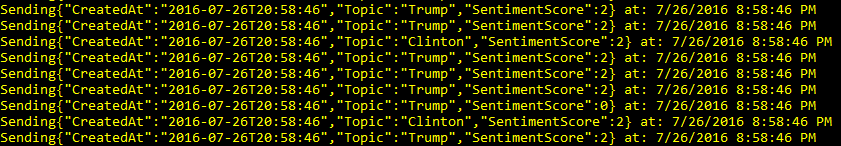 Sending{"CreatedAt":"2016-07-26T20:58:46","Topic":"Trump","SentimentScore":2} at: 7/26/2016 8:58:46 PM
Sending{"CreatedAt":"2016-07-26T20:58:46","Topic":"Trump","SentimentScore":2} at: 7/26/2016 8:58:46 PM
Sending{"CreatedAt":"2016-07-26T20:58:46","Topic":"Clinton","SentimentScore":2} at: 7/26/2016 8:58:46 PM
Sending{"CreatedAt":"2016-07-26T20:58:46","Topic":"Trump","SentimentScore":2} at: 7/26/2016 8:58:46 PM
Sending{"CreatedAt":"2016-07-26T20:58:46","Topic":"Trump","SentimentScore":2} at: 7/26/2016 8:58:46 PM
Sending{"CreatedAt":"2016-07-26T20:58:46","Topic":"Trump","SentimentScore":2} at: 7/26/2016 8:58:46 PM
Sending{"CreatedAt":"2016-07-26T20:58:46","Topic":"Trump","SentimentScore":0} at: 7/26/2016 8:58:46 PM
Sending{"CreatedAt":"2016-07-26T20:58:46","Topic":"Clinton","SentimentScore":2} at: 7/26/2016 8:58:46 PM
Sending{"CreatedAt":"2016-07-26T20:58:46","Topic":"Trump","SentimentScore":2} at: 7/26/2016 8:58:46 PM